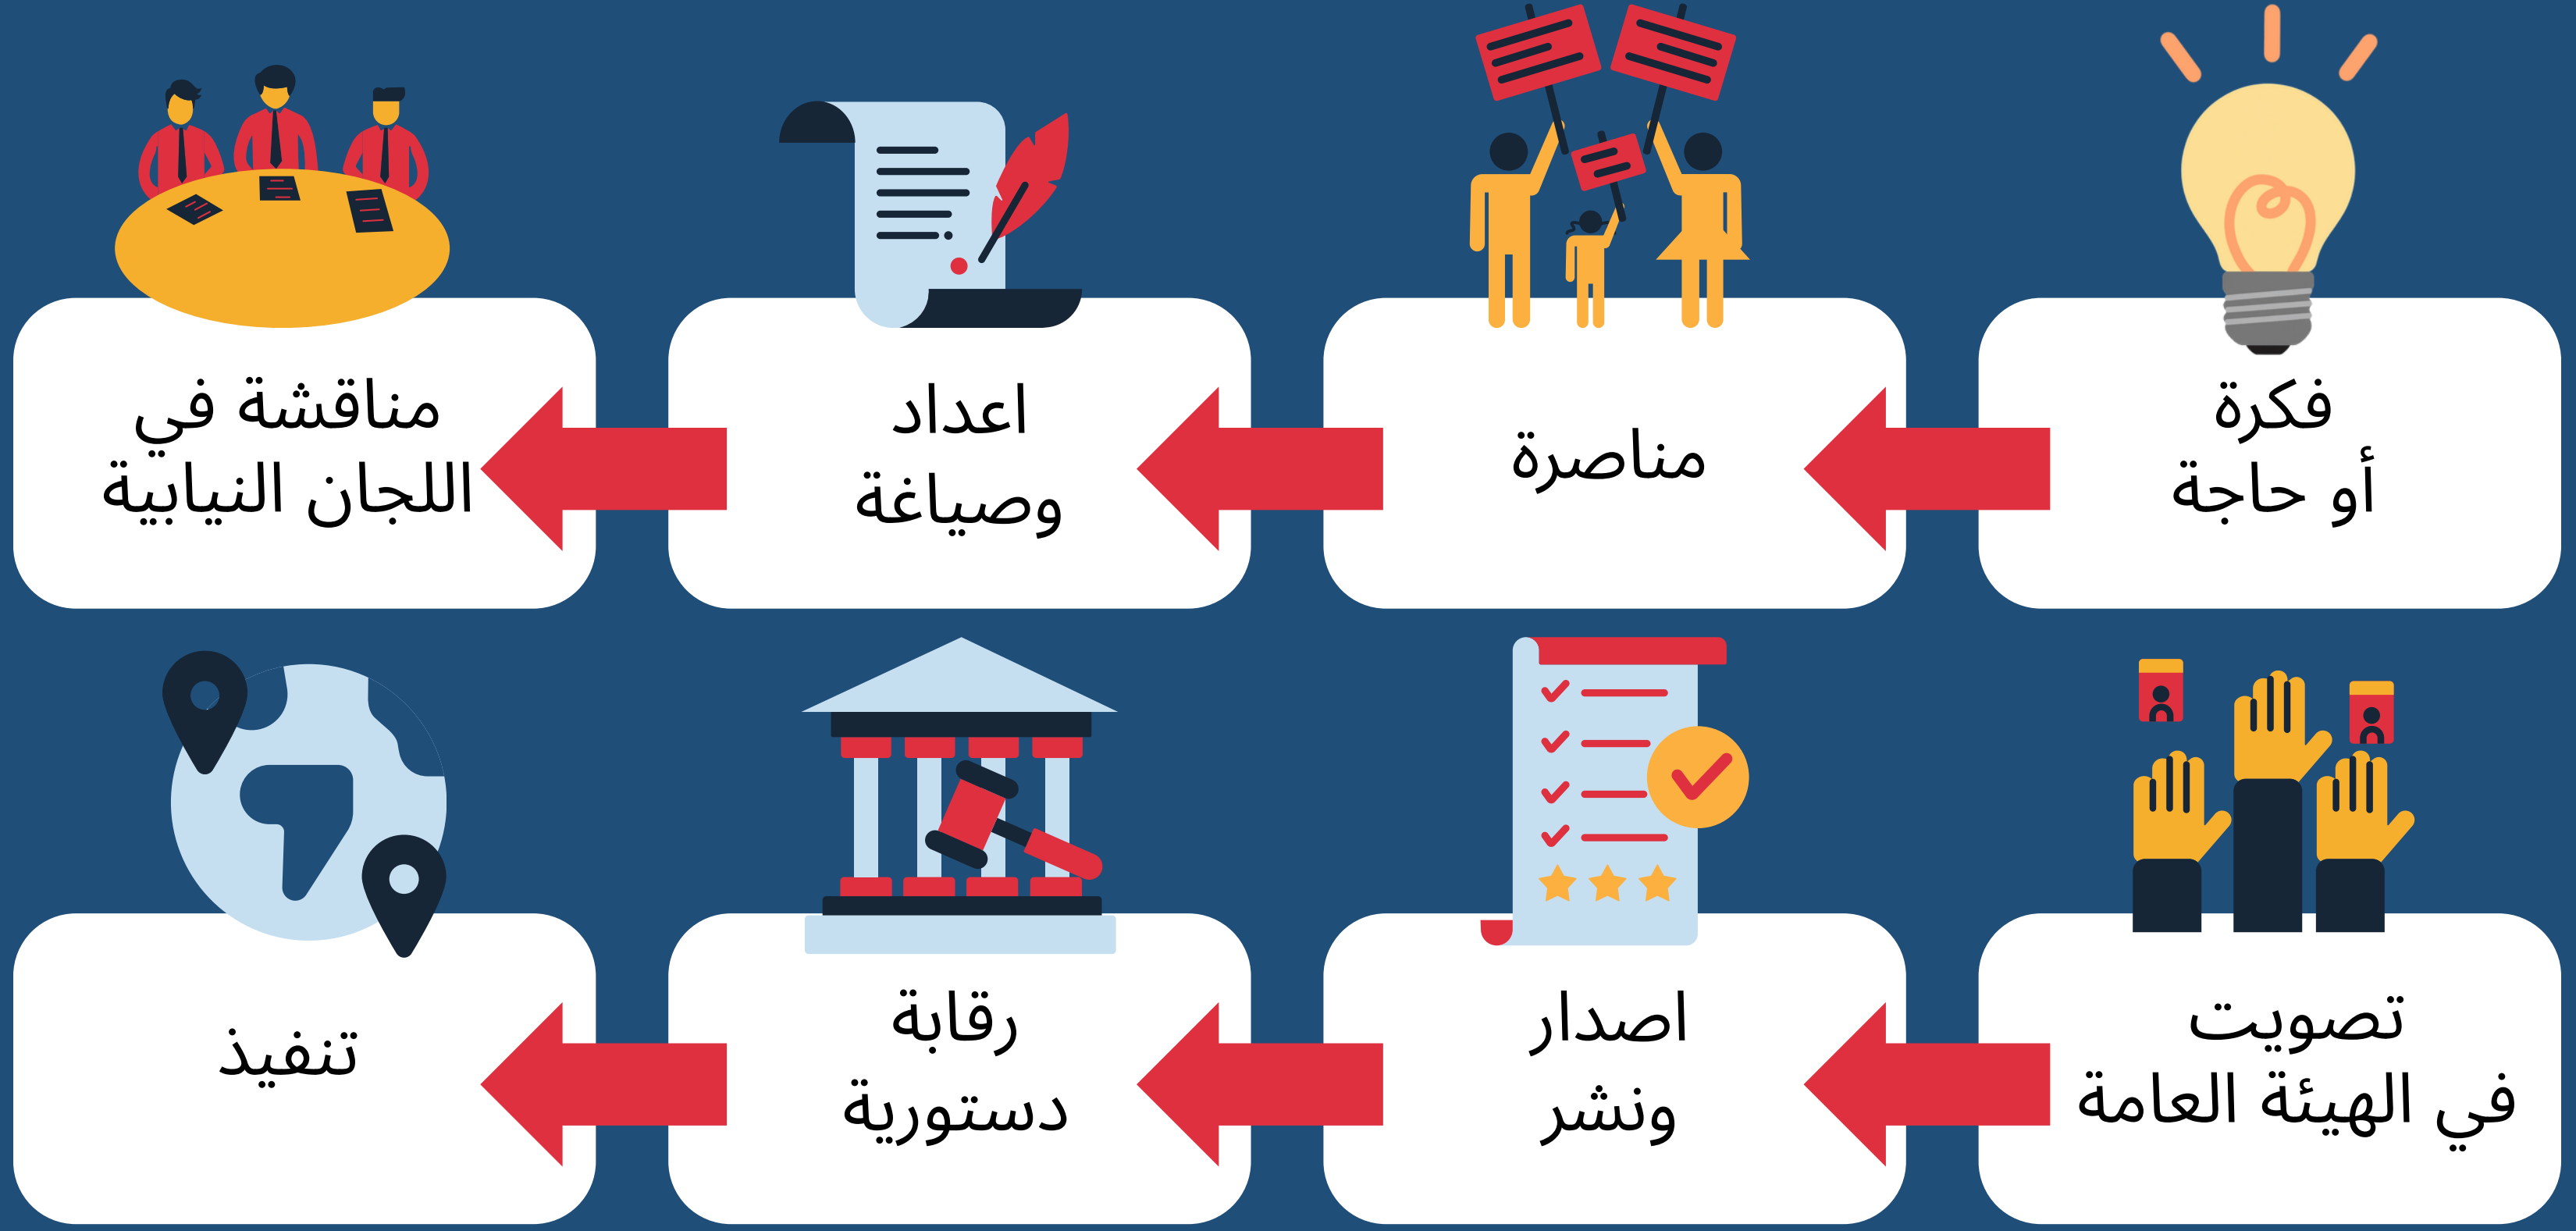 فكرة
أو حاجة
مناصرة
اعداد
وصياغة
مناقشة في
اللجان النيابية
تصويت
في الهيئة العامة
اصدار
ونشر
رقابة
دستورية
تنفيذ